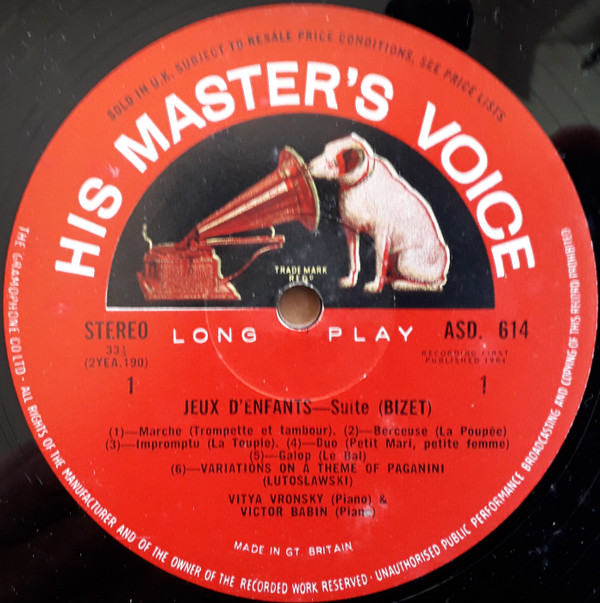 SOLD IN U.K. SUBJECT TO RESALE PRICE CONDITIONS, SEE PRICE LISTS
HIS MASTER'S VOICE
TRADE MARK
REGD
STEREO
33⅓
(2YEA.190)
1
LONG PLAY
ASD. 614
RECORDING FIRST
PUBLISHED 1964
1
JEUX D'ENFANTS—Suite (BIZET)
(1)—Marche (Trompette et tambour). (2)—Berceuse (La Poupée)
(3)—Impromptu (La Toupie). (4)—Duo (Petit Mari, petite femme)
(5)—Galop (Le Bal)
(6)—VARIATIONS ON A THEME OF PAGANINI
(LUTOSLAWSKI)
VITYA VRONSKY (Piano) &
VICTOR BABIN (Piano)
MADE IN GT. BRITAIN
THE GRAMOPHONE CO LTD · ALL RIGHTS OF THE MANUFACTURER AND OF THE OWNER OF THE RECORDED WORK RESERVED · UNAUTHORISED PUBLIC PERFORMANCE BROADCASTING AND COPYING OF THIS RECORD PROHIBITED